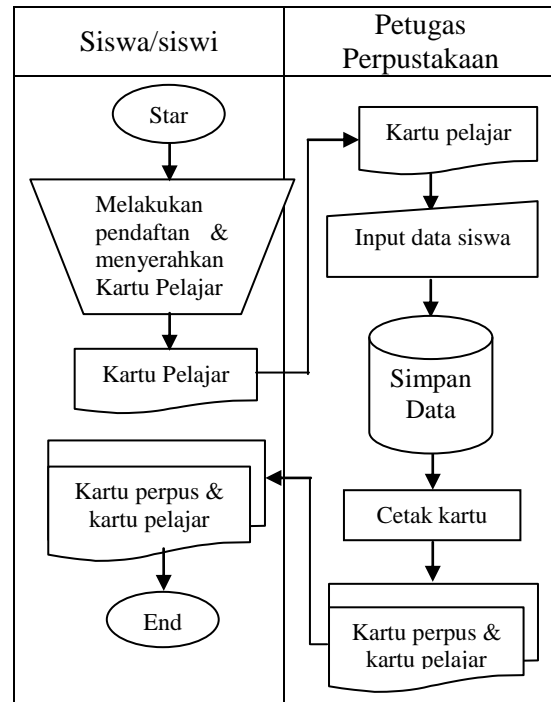 Siswa/siswi
Petugas
Perpustakaan
Star
Melakukan
pendaftan &
menyerahkan
Kartu Pelajar
Kartu Pelajar
Kartu pelajar
Input data siswa
Simpan
Data
Cetak kartu
Kartu perpus &
kartu pelajar
Kartu perpus &
kartu pelajar
End